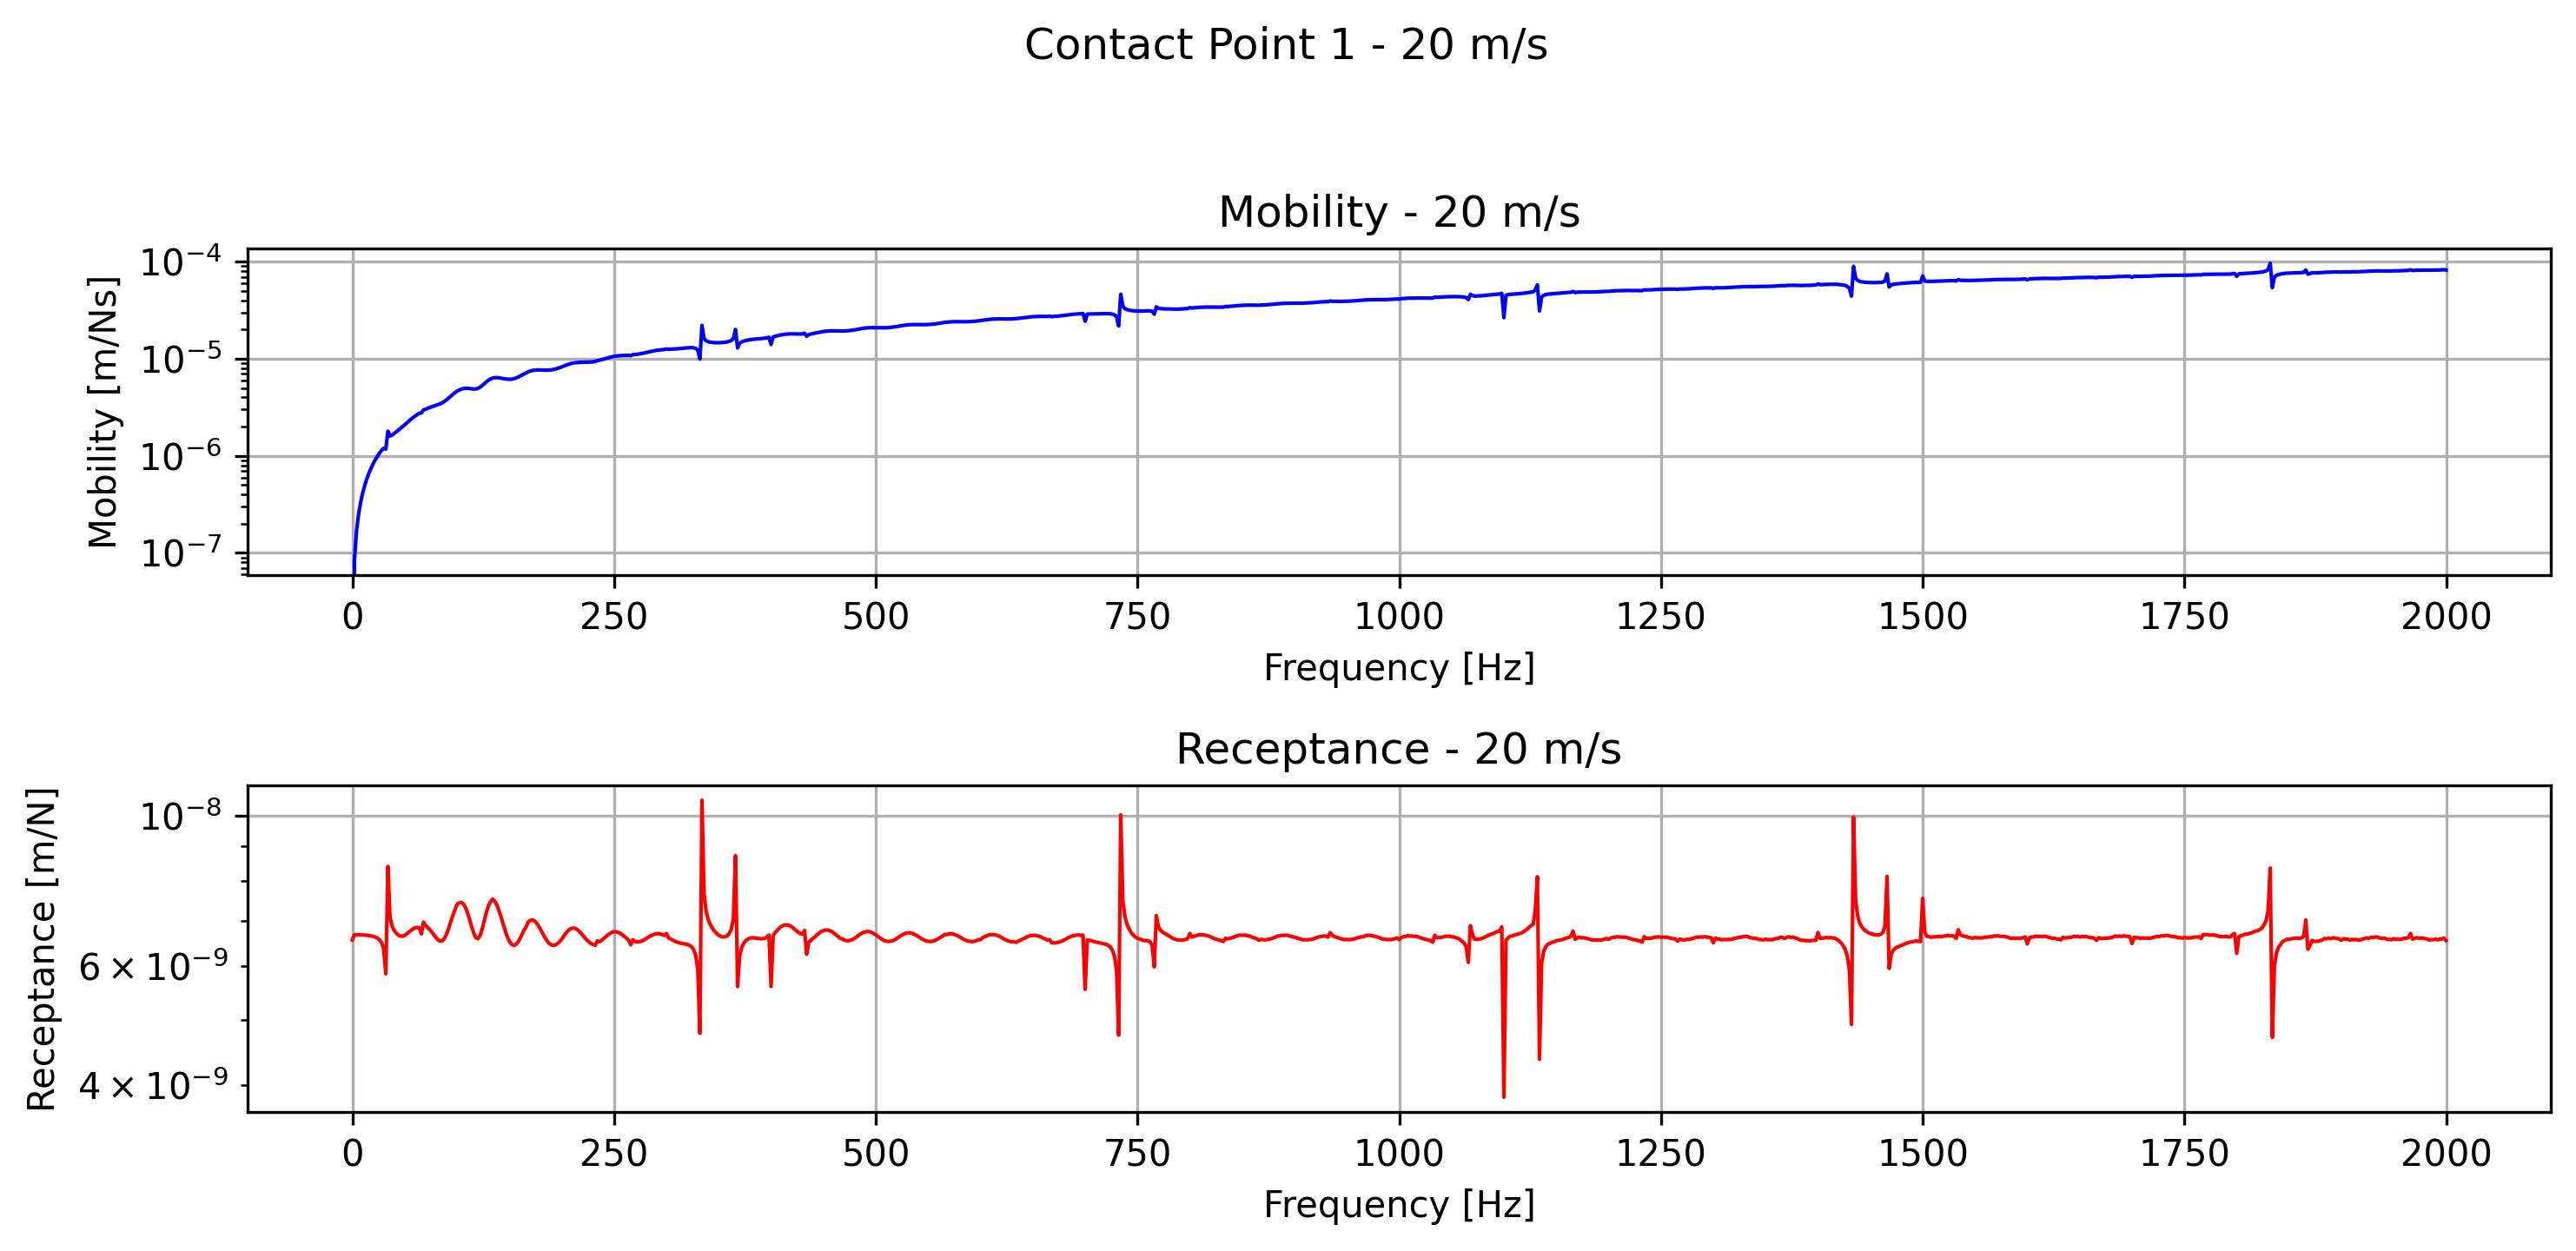 Contact Point 1 - 20 m/s
Mobility - 20 m/s
Mobility [m/Ns]
10⁻⁴
10⁻⁵
10⁻⁶
10⁻⁷
0 250 500 750 1000 1250 1500 1750 2000
Frequency [Hz]
Receptance - 20 m/s
Receptance [m/N]
10⁻⁸
6 × 10⁻⁹
4 × 10⁻⁹
0 250 500 750 1000 1250 1500 1750 2000
Frequency [Hz]